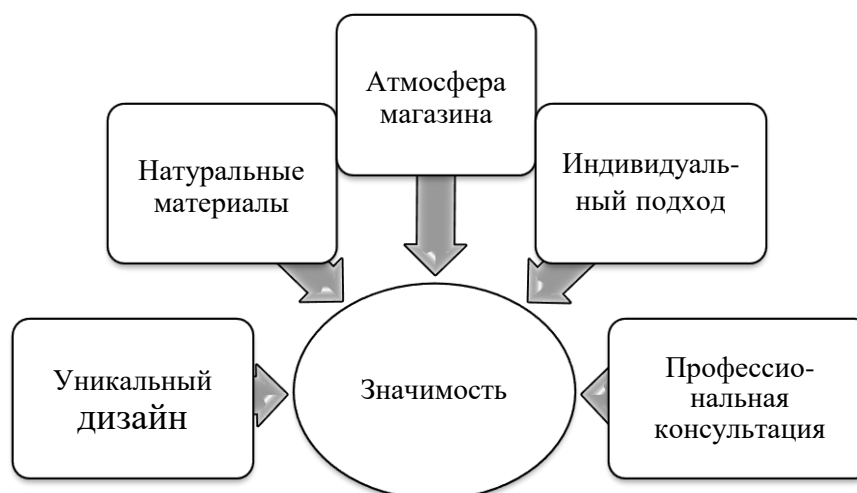 Атмосфера
магазина
Натуральные
материалы
Индивидуаль-
ный подход
Уникальный
дизайн
Значимость
Профессио-
нальная
консультация